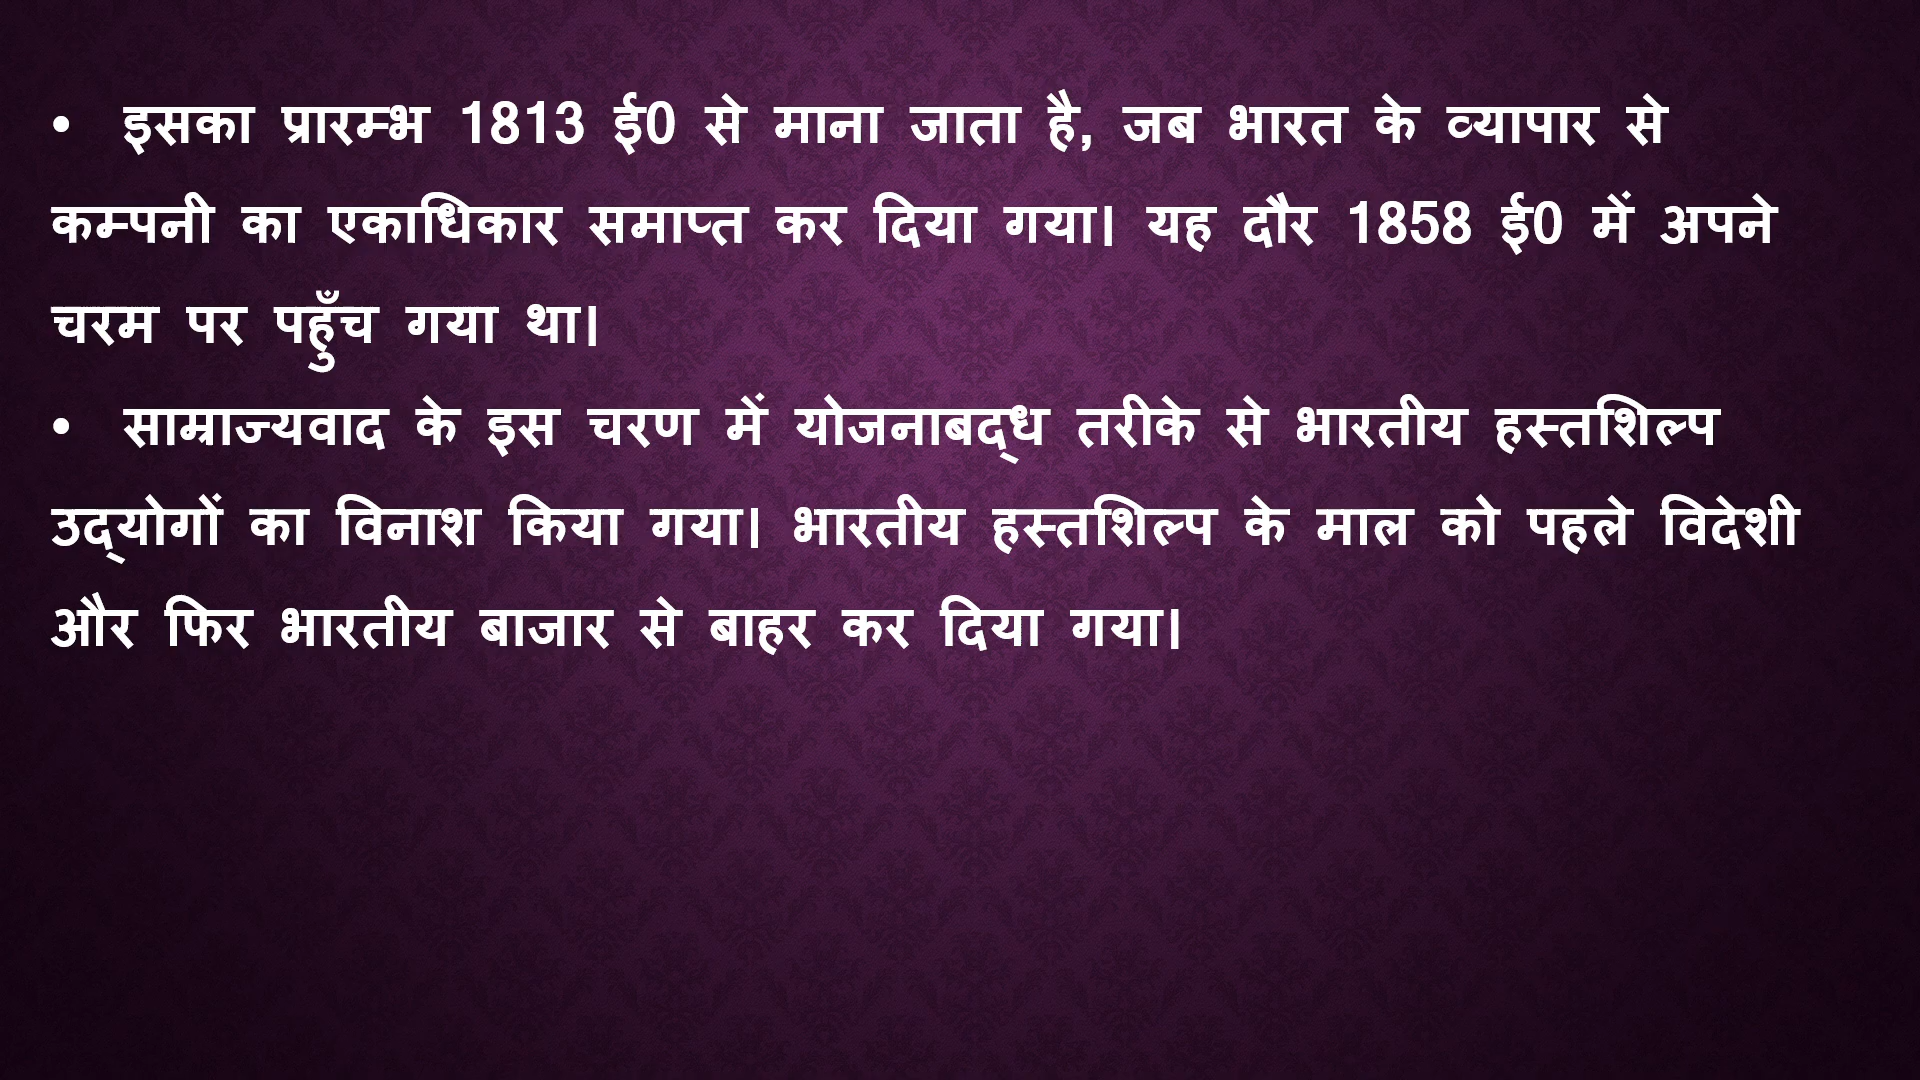 • इसका प्रारम्भ 1813 ई0 से माना जाता है, जब भारत के व्यापार से
कम्पनी का एकाधिकार समाप्त कर दिया गया। यह दौर 1858 ई0 में अपने
चरम पर पहुँच गया था।
• साम्राज्यवाद के इस चरण में योजनाबद्ध तरीके से भारतीय हस्तशिल्प
उद्योगों का विनाश किया गया। भारतीय हस्तशिल्प के माल को पहले विदेशी
और फिर भारतीय बाजार से बाहर कर दिया गया।